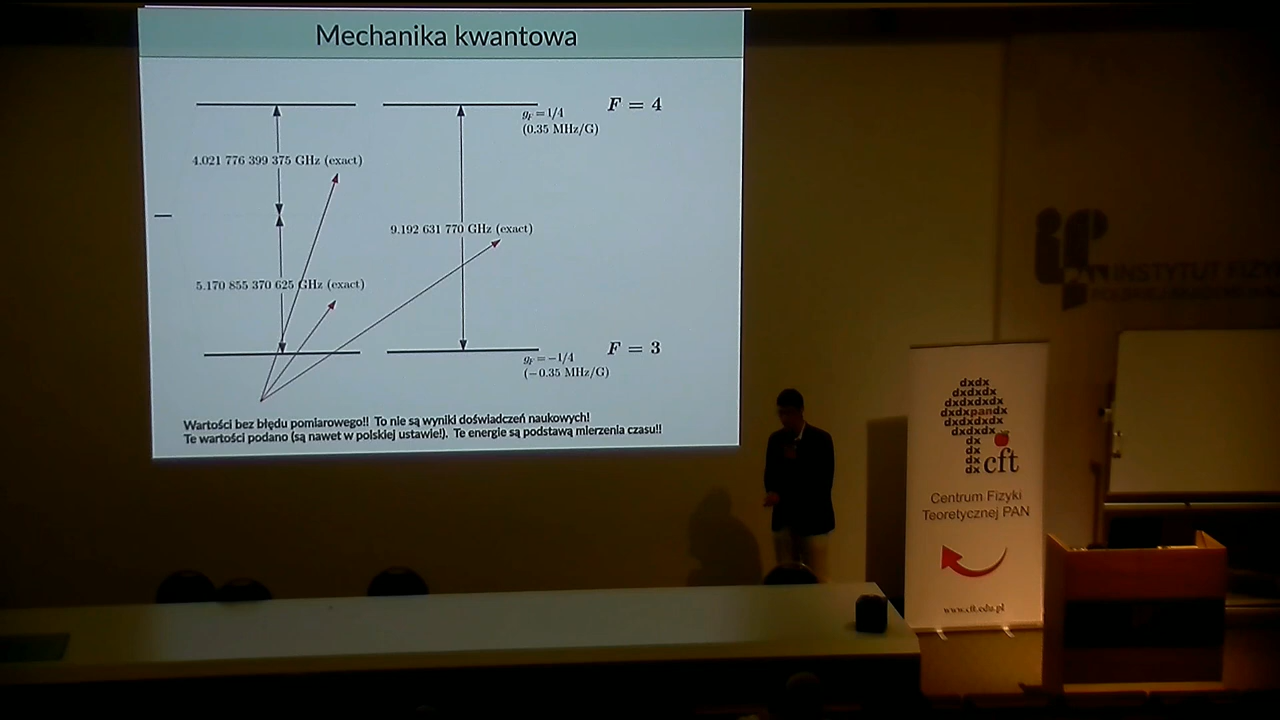 Mechanika kwantowa
F = 4
g_F = 1/4
(0.35 MHz/G)
4.021 776 399 375 GHz (exact)
9.192 631 770 GHz (exact)
5.170 855 370 625 GHz (exact)
F = 3
g_F = −1/4
(−0.35 MHz/G)
Wartości bez błędu pomiarowego!! To nie są wyniki doświadczeń naukowych!
Te wartości podano (są nawet w polskiej ustawie!). Te energie są podstawą mierzenia czasu!!
if
INSTYTUT FIZY
dxdx
dxdxdx
dxdxdxdx
dxdxpandx
dxdxdxdx
dxdxdx
dx
dx
dx
dx
cft
Centrum Fizyki
Teoretycznej PAN
www.cft.edu.pl